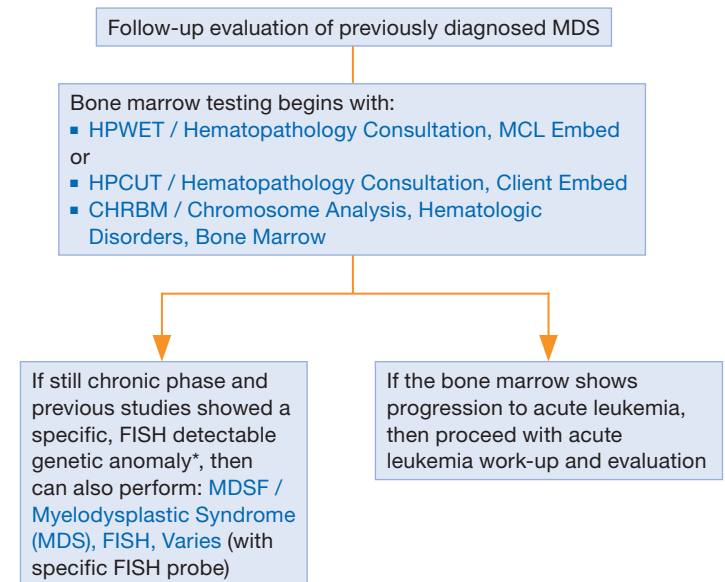 Follow-up evaluation of previously diagnosed MDS
Bone marrow testing begins with:
▪ HPWET / Hematopathology Consultation, MCL Embed
or
▪ HPCUT / Hematopathology Consultation, Client Embed
▪ CHRBM / Chromosome Analysis, Hematologic
Disorders, Bone Marrow
If still chronic phase and
previous studies showed a
specific, FISH detectable
genetic anomaly*, then
can also perform: MDSF /
Myelodysplastic Syndrome
(MDS), FISH, Varies (with
specific FISH probe)
If the bone marrow shows
progression to acute leukemia,
then proceed with acute
leukemia work-up and evaluation